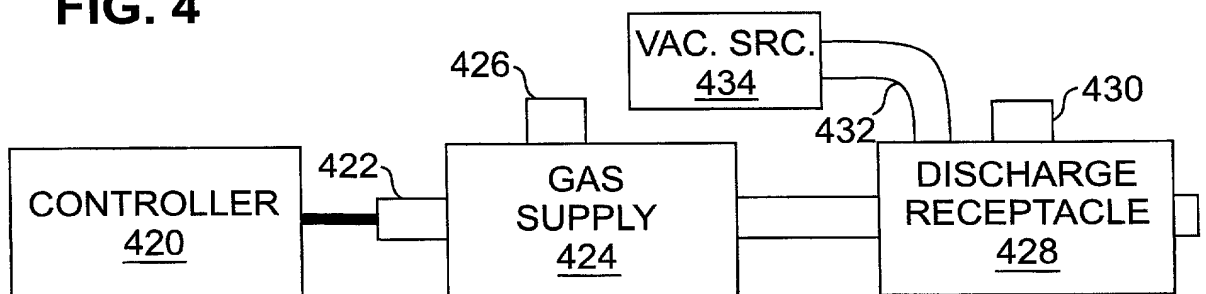 FIG. 4
426
VAC. SRC.
434
432
430
CONTROLLER
420
422
GAS
SUPPLY
424
DISCHARGE
RECEPTACLE
428